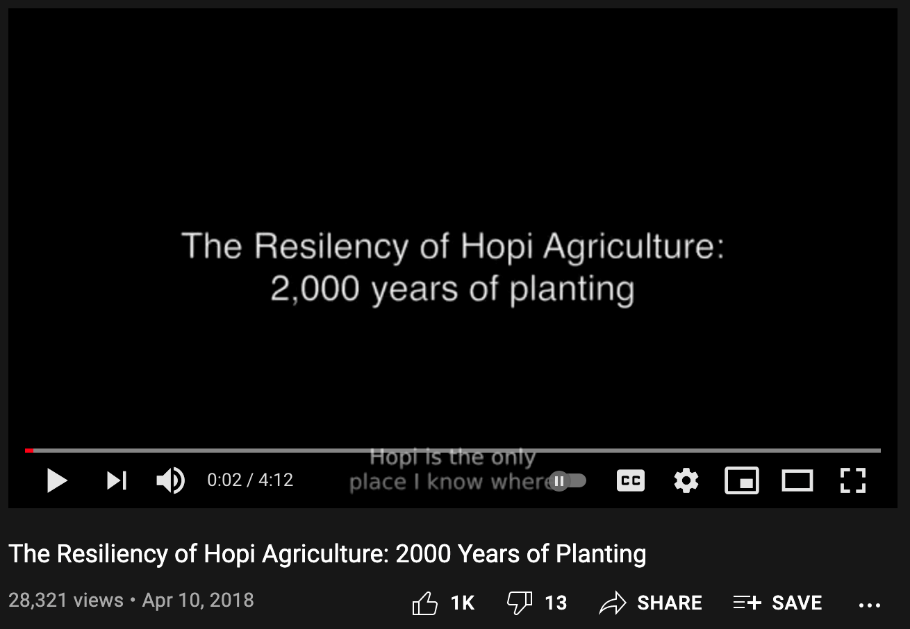 The Resilency of Hopi Agriculture:
2,000 years of planting
Hopi is the only
place I know where
0:02 / 4:12
CC
The Resiliency of Hopi Agriculture: 2000 Years of Planting
28,321 views • Apr 10, 2018
1K
13
SHARE
SAVE